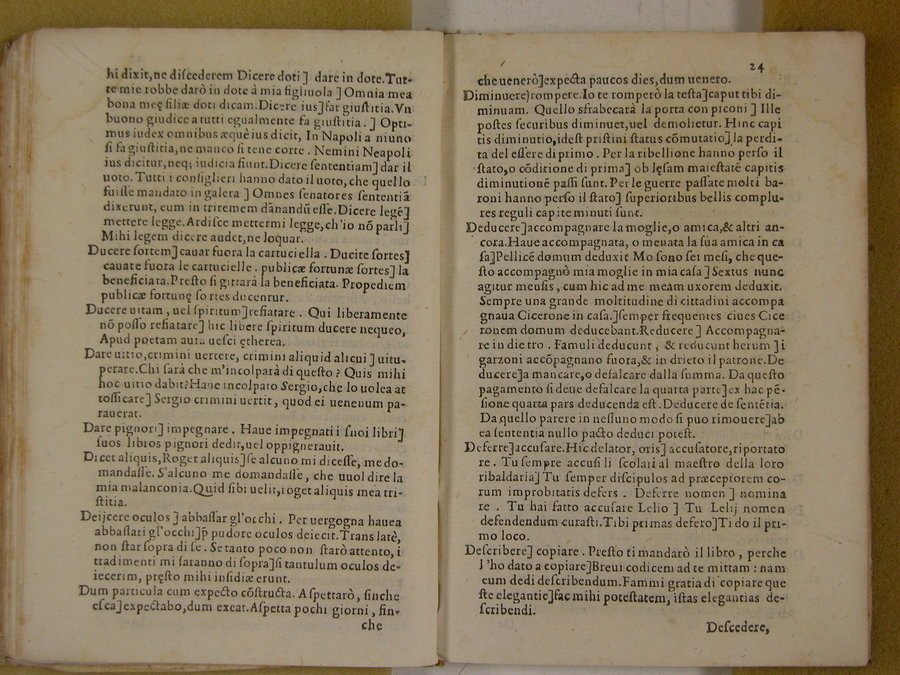 hi dixit, ne discederem Dicere doti] dare in dote. Tut-
te mie robbe darò in dote à mia figliuola] Omnia mea
bona meę filiæ doti dicam. Dicere ius] far giustitia. Vn
buono giudice a tutti egualmente fa giustitia.] Opti-
mus iudex omnibus æquè ius dicit, In Napoli a niuno
si fa giustitia, ne manco si tene corte. Nemini Neapoli
ius dicitur, neq; iudicia fiunt. Dicere sententiam] dar il
uoto. Tutti i consiglieri hanno dato il uoto, che quello
fuisse mandato in galera] Omnes senatores sententiã
dixerunt, eum in triremem dãnandũ esse. Dicere legẽ]
mettere legge. Ardisce mettermi legge, ch'io nõ parli]
Mihi legem dicere audet, ne loquar.
Ducere sortem] cauar fuora la cartuciella. Ducite sortes]
cauate fuora le cartucielle. publicæ fortunæ sortes] la
beneficiata. Presto si gittarà la beneficiata. Propediem
publicæ fortunę sortes ducentur.
Ducere uitam, uel spiritum] refiatare. Qui liberamente
nõ posso refiatare] hic libere spiritum ducere nequeo,
Apud poetam aura uesci ętherea.
Dare uitio, crimini uertere, crimini aliquid alicui] uitu-
perare. Chi sarà che m'incolparà di questo? Quis mihi
hoc uitio dabit? Haue incolpato Sergio, che lo uolea at
tossicare] Sergio crimini uertit, quod ei uenenum pa-
rauerat.
Dare pignori] impegnare. Haue impegnati i suoi libri]
suos libros pignori dedit, uel oppignerauit.
Dicet aliquis, Roget aliquis] se alcuno mi dicesse, me do-
mandasse. S'alcuno me domandasse, che uuol dire la
mia malanconia. Quid sibi uelit, roget aliquis mea tri-
stitia.
Deijcere oculos] abbassar gl'occhi. Per uergogna hauea
abbassati gl'occhi] p̱ pudore oculos deiecit. Translatè,
non star sopra di se. Se tanto poco non starò attento, i
tradimenti mi saranno di sopra] si tantulum oculos de-
iecerim, pręsto mihi insidiæ erunt.
Dum particula cum expecto cõstructa. Aspettarò, finche
esca] expectabo, dum exeat. Aspetta pochi giorni, fin-
che
24
che uenerò] expecta paucos dies, dum uenero.
Diminuere) rompere. Io te romperò la testa] caput tibi di-
minuam. Quello sfrabecarà la porta con piconi] Ille
postes securibus diminuet, uel demolietur. Hinc capi
tis diminutio, idest pristini status cõmutatio] la perdi-
ta del essere di primo. Per la ribellione hanno perso il
stato, o cõditione di prima] ob lęsam maiestatẽ capitis
diminutionẽ passi sunt. Per le guerre passate molti ba-
roni hanno perso il stato] superioribus bellis complu-
res reguli capite minuti sunt.
Deducere] accompagnare la moglie, o amica, & altri an-
cora. Haue accompagnata, o menata la sua amica in ca
sa] Pellicẽ domum deduxit Mo sono sei mesi, che que-
sto accompagnò mia moglie in mia casa] Sextus nunc
agitur mensis, cum hic ad me meam uxorem deduxit.
Sempre una grande moltitudine di cittadini accompa
gnaua Cicerone in casa.] semper frequentes ciues Cice
ronem domum deducebant. Reducere] Accompagna-
re in dietro. Famuli deducunt, & reducunt herum] i
garzoni accõpagnano fuora, & in drieto il patrone. De
ducere] a mancare, o defalcare dalla summa. Da questo
pagamento si deue defalcare la quarta parte] ex hac pẽ-
sione quarta pars deducenda est. Deducere de sentẽtia.
Da quello parere in nessuno modo si puo rimouere] ab
ea sententia nullo pacto deduci potest.
Deferre] accusare. Hic delator, oris] accusatore, riportato
re. Tu sempre accusi li scolari al maestro della loro
ribaldaria] Tu semper discipulos ad præceptorem eo-
rum improbitatis defers. Deferre nomen] nomina
re. Tu hai fatto accusare Lelio] Tu Lelij nomen
defendendum curasti. Tibi primas defero] Ti do il pri-
mo loco.
Describere] copiare. Presto ti mandarò il libro, perche
l'ho dato a copiare] Breui codicem ad te mittam: nam
eum dedi describendum. Fammi gratia di copiare que
ste elegantie] fac mihi potestatem, istas elegantias de-
scribendi.
Descedere,